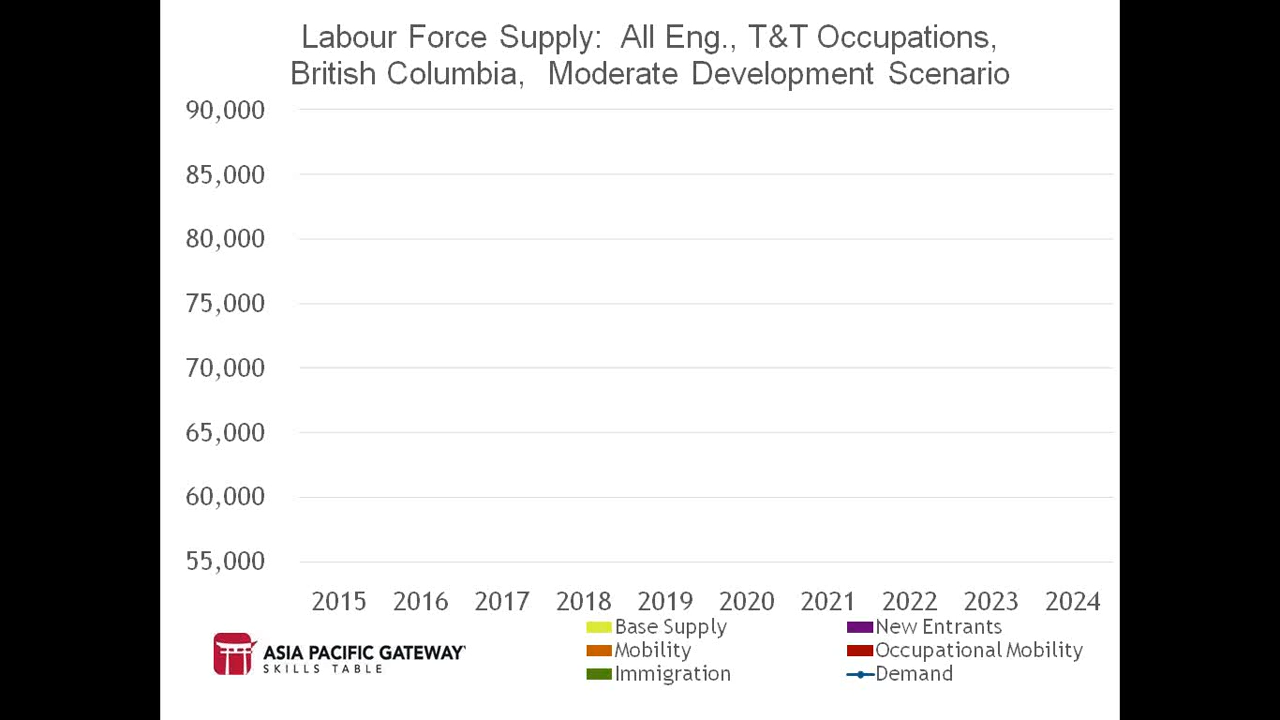 Labour Force Supply: All Eng., T&T Occupations,
British Columbia, Moderate Development Scenario
90,000
85,000
80,000
75,000
70,000
65,000
60,000
55,000
2015 2016 2017 2018 2019 2020 2021 2022 2023 2024
Base Supply New Entrants
Mobility Occupational Mobility
Immigration Demand
ASIA PACIFIC GATEWAY
SKILLS TABLE